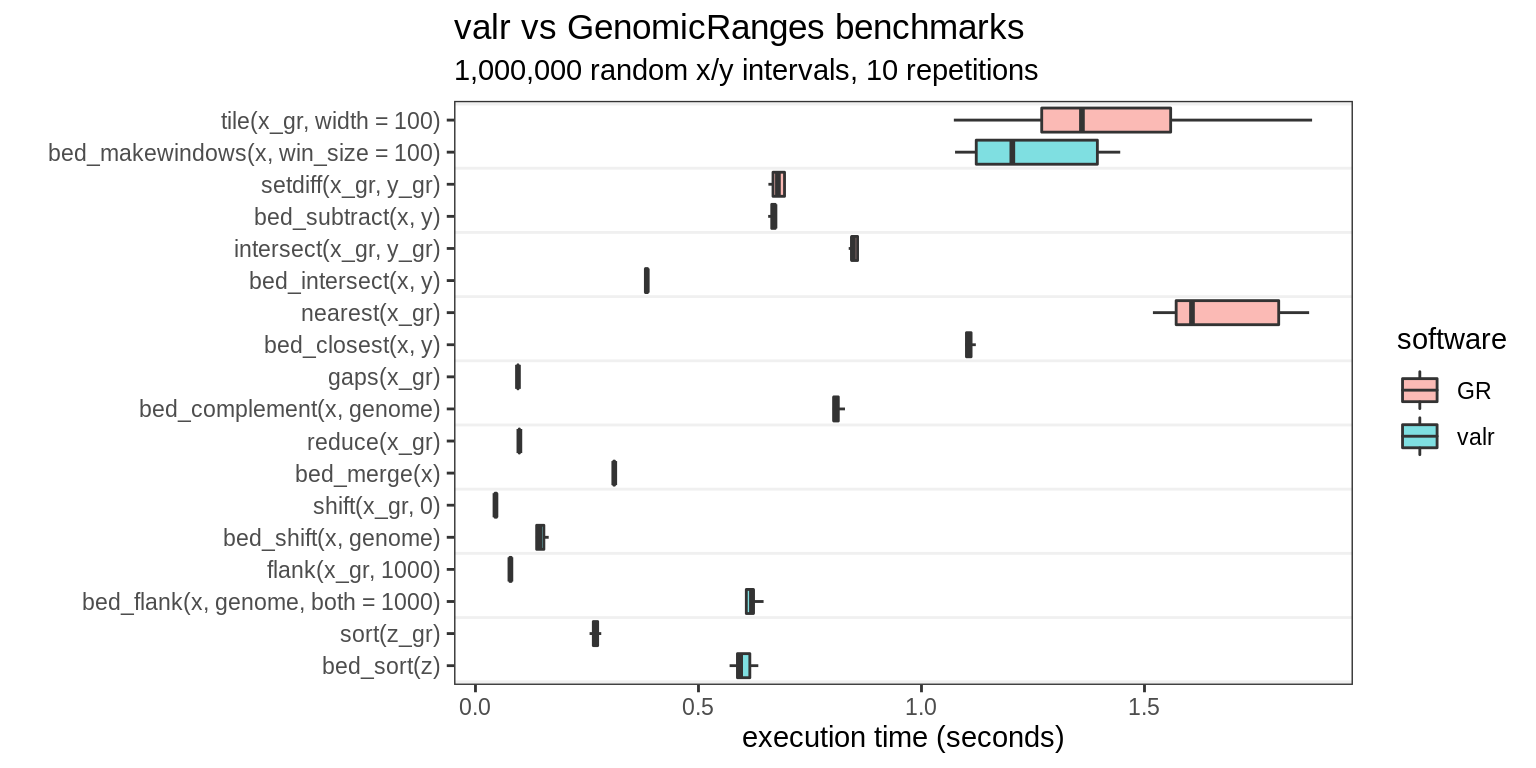 valr vs GenomicRanges benchmarks
1,000,000 random x/y intervals, 10 repetitions
tile(x_gr, width = 100)
bed_makewindows(x, win_size = 100)
setdiff(x_gr, y_gr)
bed_subtract(x, y)
intersect(x_gr, y_gr)
bed_intersect(x, y)
nearest(x_gr)
bed_closest(x, y)
gaps(x_gr)
bed_complement(x, genome)
reduce(x_gr)
bed_merge(x)
shift(x_gr, 0)
bed_shift(x, genome)
flank(x_gr, 1000)
bed_flank(x, genome, both = 1000)
sort(z_gr)
bed_sort(z)
0.0 0.5 1.0 1.5
execution time (seconds)
software
GR
valr